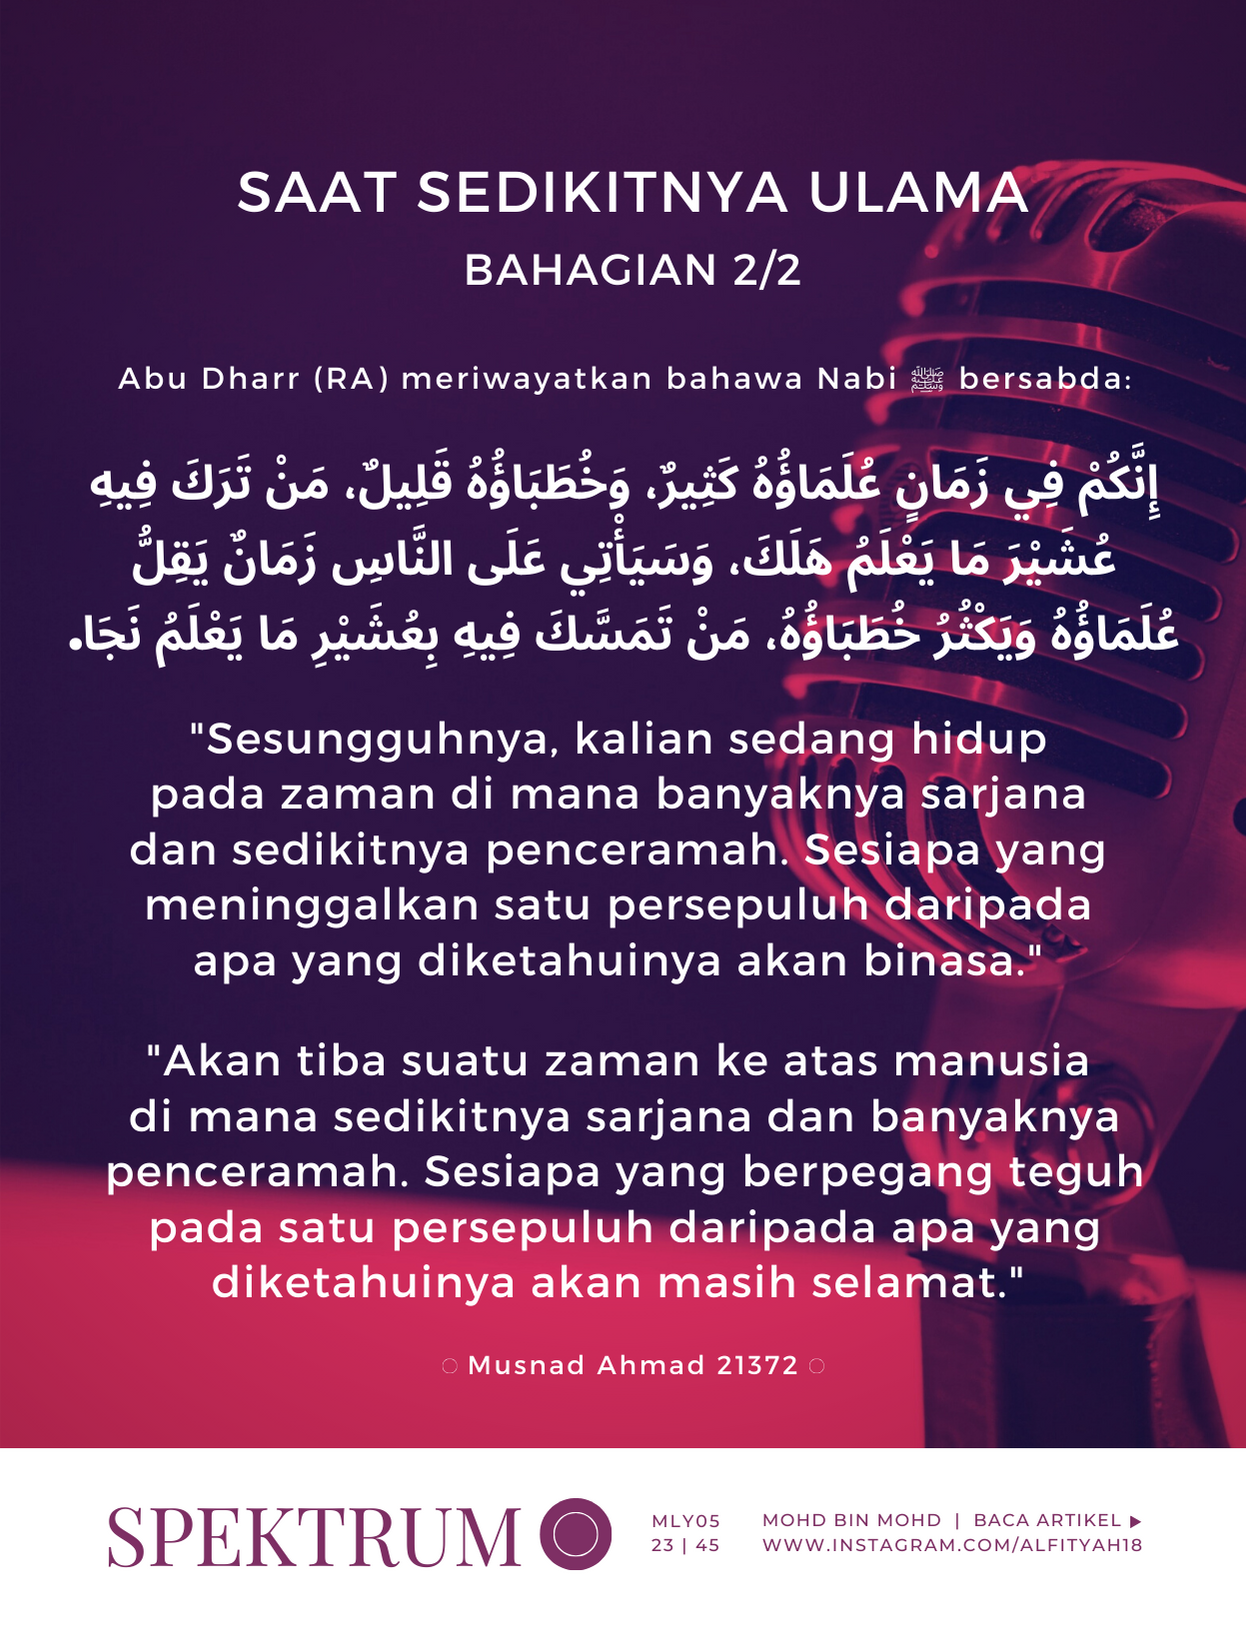 SAAT SEDIKITNYA ULAMA
BAHAGIAN 2/2
Abu Dharr (RA) meriwayatkan bahawa Nabi ﷺ bersabda:
إِنَّكُمْ فِي زَمَانٍ عُلَمَاؤُهُ كَثِيرٌ، وَخُطَبَاؤُهُ قَلِيلٌ، مَنْ تَرَكَ فِيهِ
عُشَيْرَ مَا يَعْلَمُ هَلَكَ، وَسَيَأْتِي عَلَى النَّاسِ زَمَانٌ يَقِلُّ
عُلَمَاؤُهُ وَيَكْثُرُ خُطَبَاؤُهُ، مَنْ تَمَسَّكَ فِيهِ بِعُشَيْرِ مَا يَعْلَمُ نَجَا.
"Sesungguhnya, kalian sedang hidup
pada zaman di mana banyaknya sarjana
dan sedikitnya penceramah. Sesiapa yang
meninggalkan satu persepuluh daripada
apa yang diketahuinya akan binasa."
"Akan tiba suatu zaman ke atas manusia
di mana sedikitnya sarjana dan banyaknya
penceramah. Sesiapa yang berpegang teguh
pada satu persepuluh daripada apa yang
diketahuinya akan masih selamat."
Musnad Ahmad 21372
SPEKTRUM
MLY05
23 | 45
MOHD BIN MOHD | BACA ARTIKEL ▶
WWW.INSTAGRAM.COM/ALFITYAH18